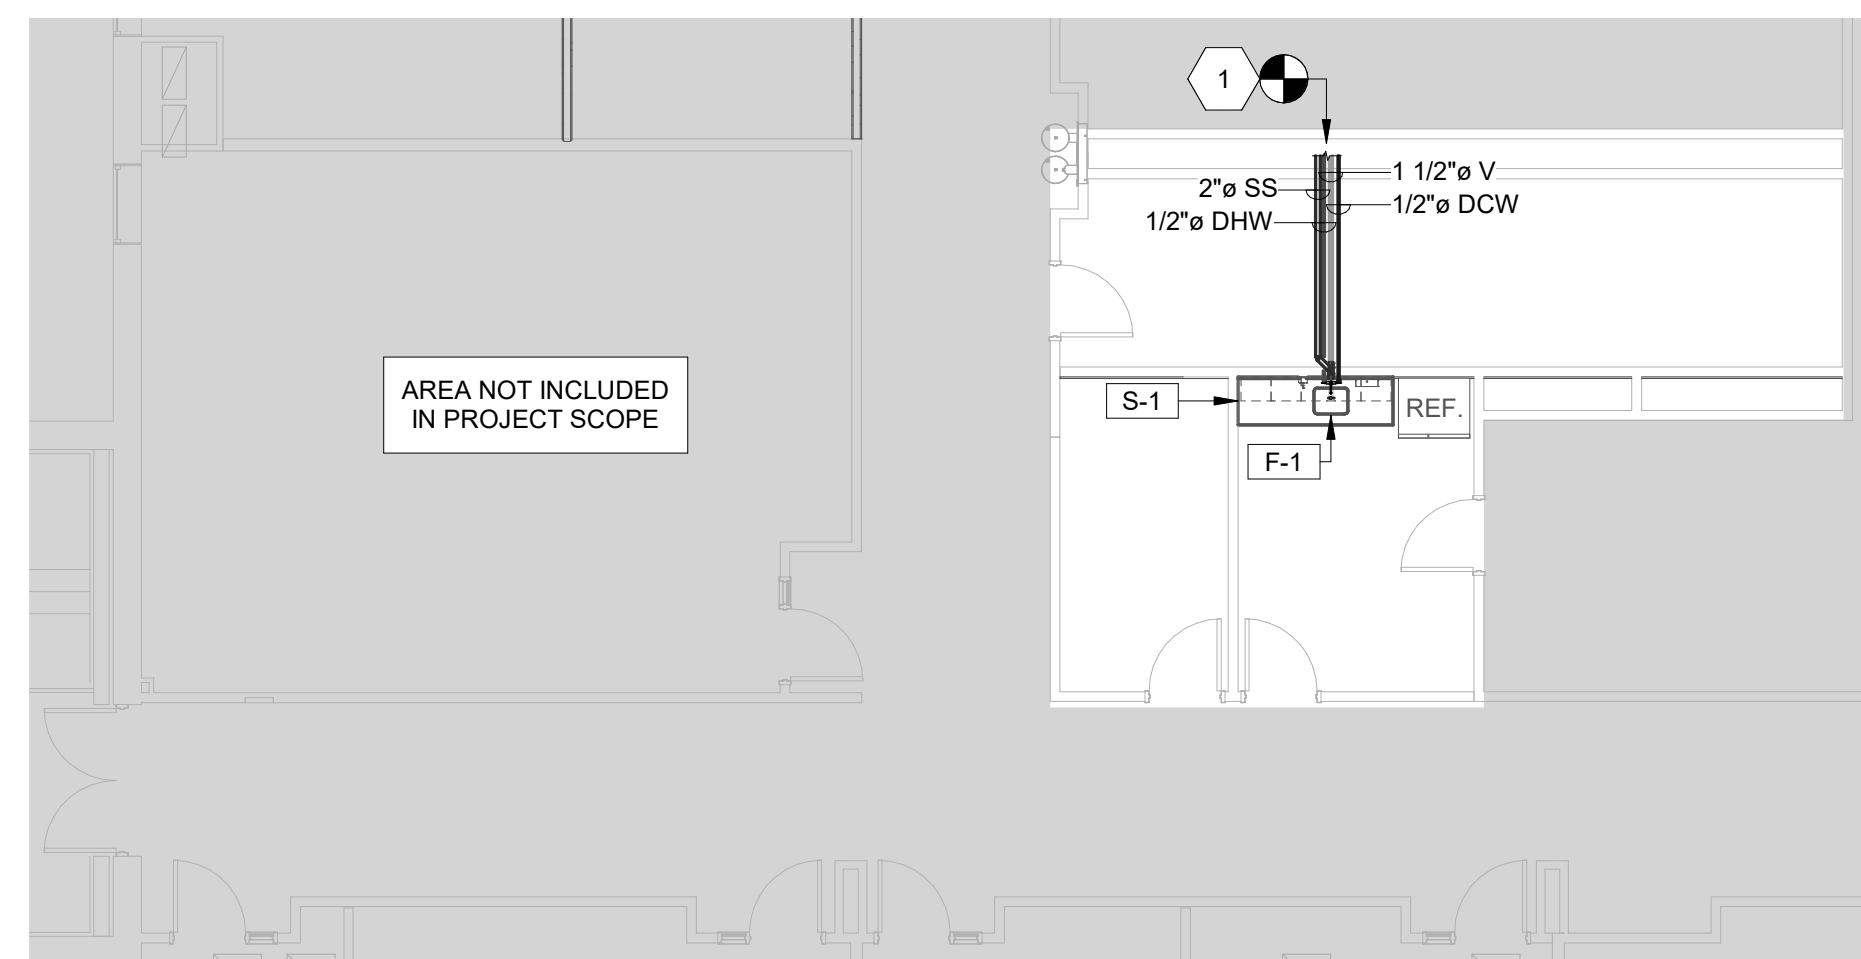 1
1 1/2"ø V
2"ø SS
1/2"ø DCW
1/2"ø DHW
AREA NOT INCLUDED
IN PROJECT SCOPE
S-1
REF.
F-1